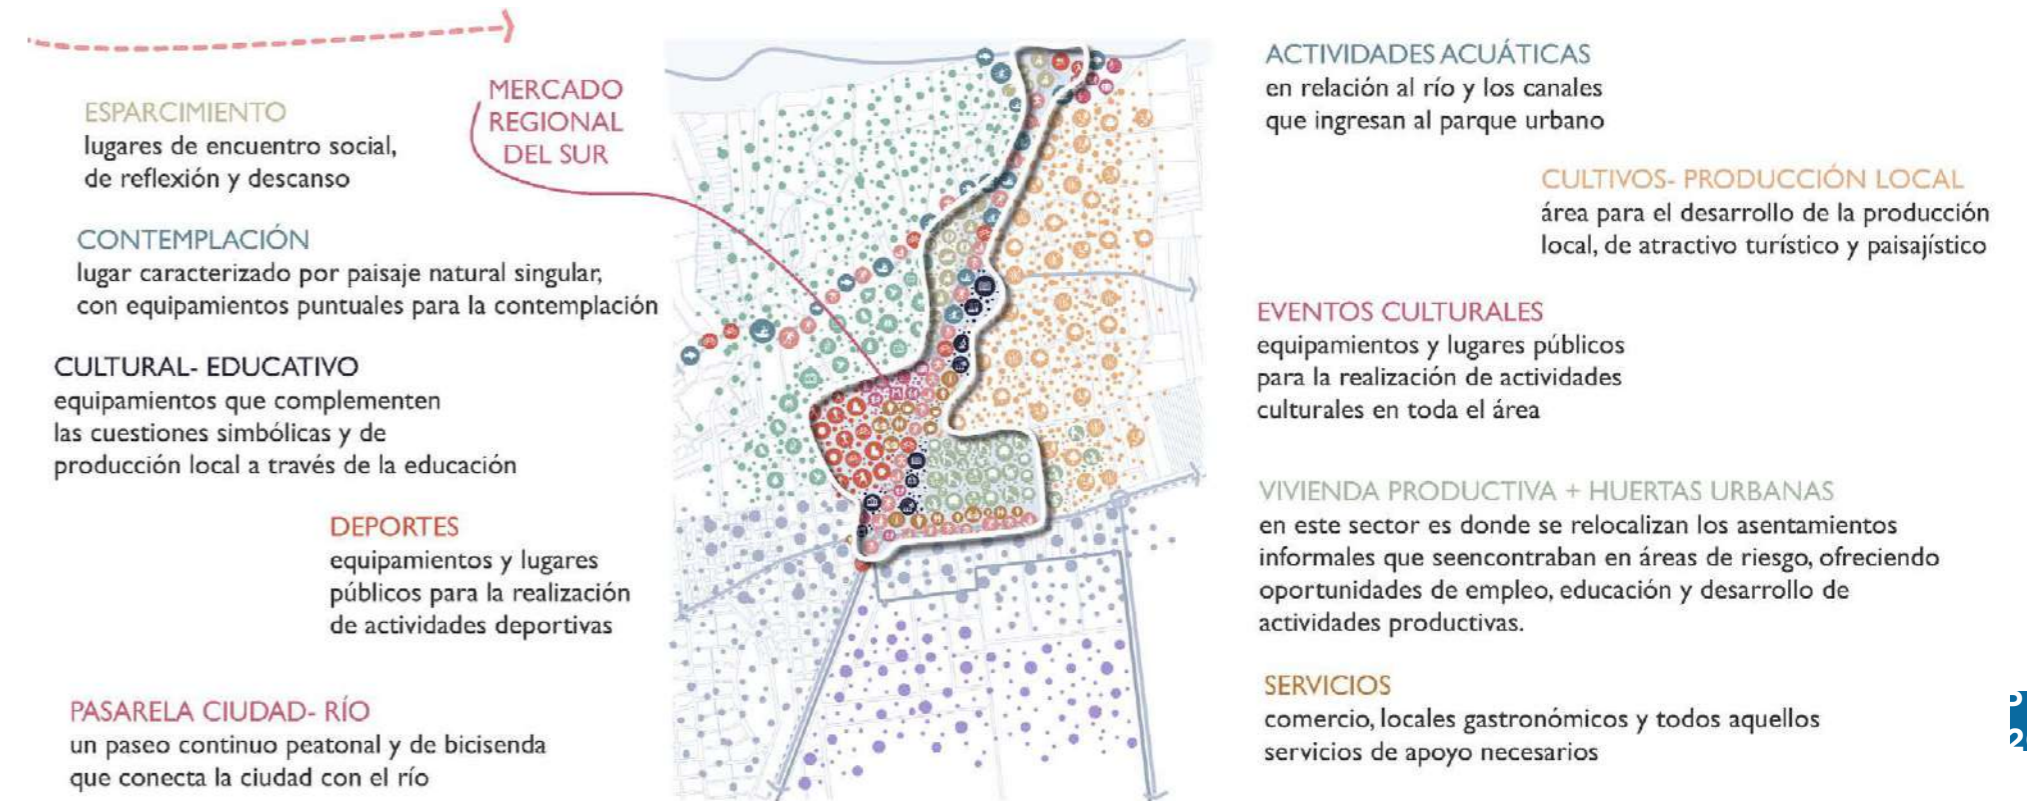 ESPARCIMIENTO
lugares de encuentro social,
de reflexión y descanso
MERCADO
REGIONAL
DEL SUR
CONTEMPLACIÓN
lugar caracterizado por paisaje natural singular,
con equipamientos puntuales para la contemplación
CULTURAL- EDUCATIVO
equipamientos que complementen
las cuestiones simbólicas y de
producción local a través de la educación
DEPORTES
equipamientos y lugares
públicos para la realización
de actividades deportivas
PASARELA CIUDAD- RÍO
un paseo continuo peatonal y de bicisenda
que conecta la ciudad con el río
ACTIVIDADES ACUÁTICAS
en relación al río y los canales
que ingresan al parque urbano
CULTIVOS- PRODUCCIÓN LOCAL
área para el desarrollo de la producción
local, de atractivo turístico y paisajístico
EVENTOS CULTURALES
equipamientos y lugares públicos
para la realización de actividades
culturales en toda el área
VIVIENDA PRODUCTIVA + HUERTAS URBANAS
en este sector es donde se relocalizan los asentamientos
informales que seencontraban en áreas de riesgo, ofreciendo
oportunidades de empleo, educación y desarrollo de
actividades productivas.
SERVICIOS
comercio, locales gastronómicos y todos aquellos
servicios de apoyo necesarios